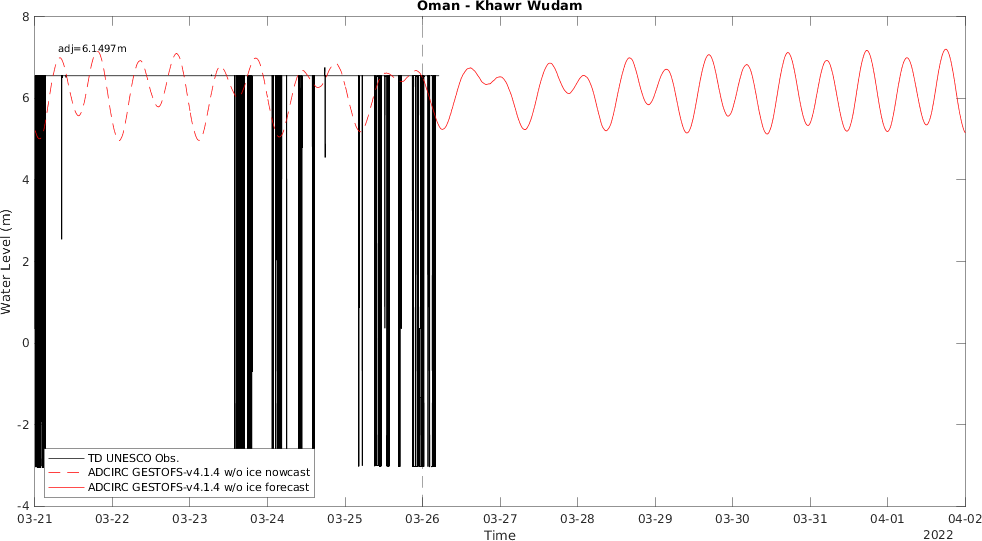 Oman - Khawr Wudam
8
adj=6.1497m
6
4
2
0
-2
-4
Water Level (m)
TD UNESCO Obs.
ADCIRC GESTOFS-v4.1.4 w/o ice nowcast
ADCIRC GESTOFS-v4.1.4 w/o ice forecast
03-21 03-22 03-23 03-24 03-25 03-26 03-27 03-28 03-29 03-30 03-31 04-01 04-02
Time
2022